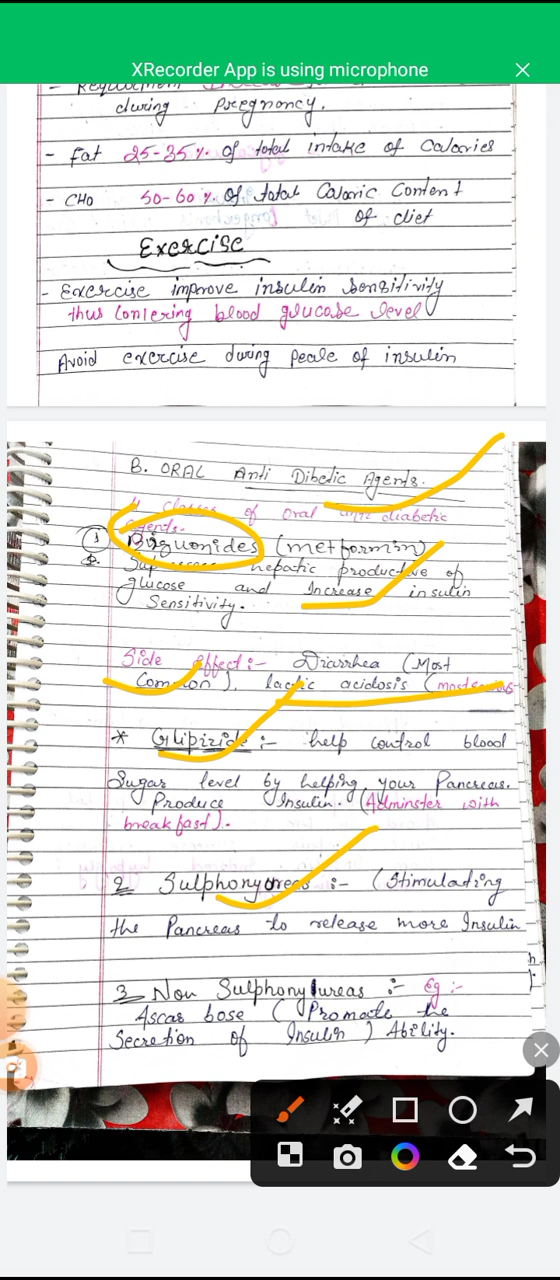 XRecorder App is using microphone
during Pregnancy.
- Fat 25-35 % of total intake of Calories
- CHO 50-60 % of total Caloric Content
of diet
Exercise
- Exercise improve insulin sensitivity
thus lowering blood glucose level
Avoid exercise during peak of insulin
B. ORAL Anti Dibetic Agents.
4 classes of oral anti diabetic
agents.
① Biguonides (metformin)
hepatic productive of
glucose and Increase insulin
Sensitivity.
Side effect :- Diarrhea (Most
Common), lactic acidosis (most
* Glipizide :- help control blood
Sugar level by helping your Pancreas.
Produce Insulin. (Adminster with
breakfast).
2 Sulphonyureas :- (Stimulating
the Pancreas to release more Insulin
3 Non Sulphonylureas :- Eg :-
Ascar bose (Promote the
Secretion of Insulin) Ability.